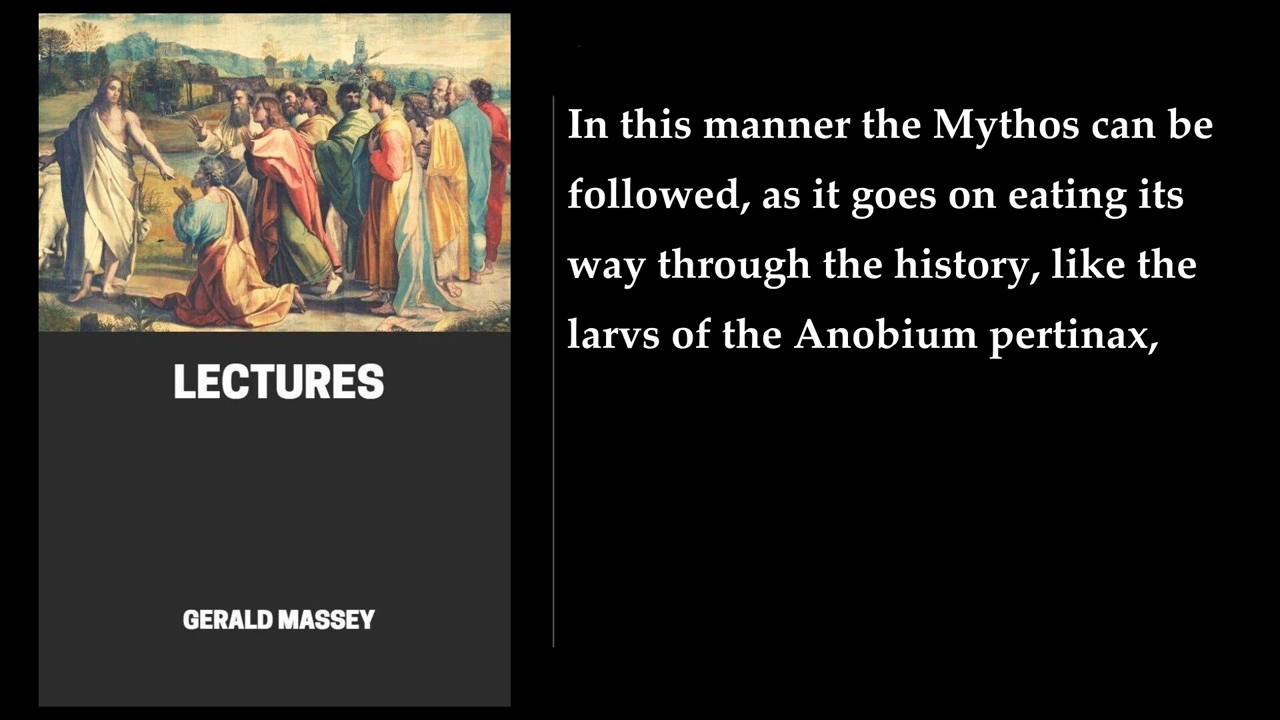 LECTURES
GERALD MASSEY
In this manner the Mythos can be
followed, as it goes on eating its
way through the history, like the
larvs of the Anobium pertinax,